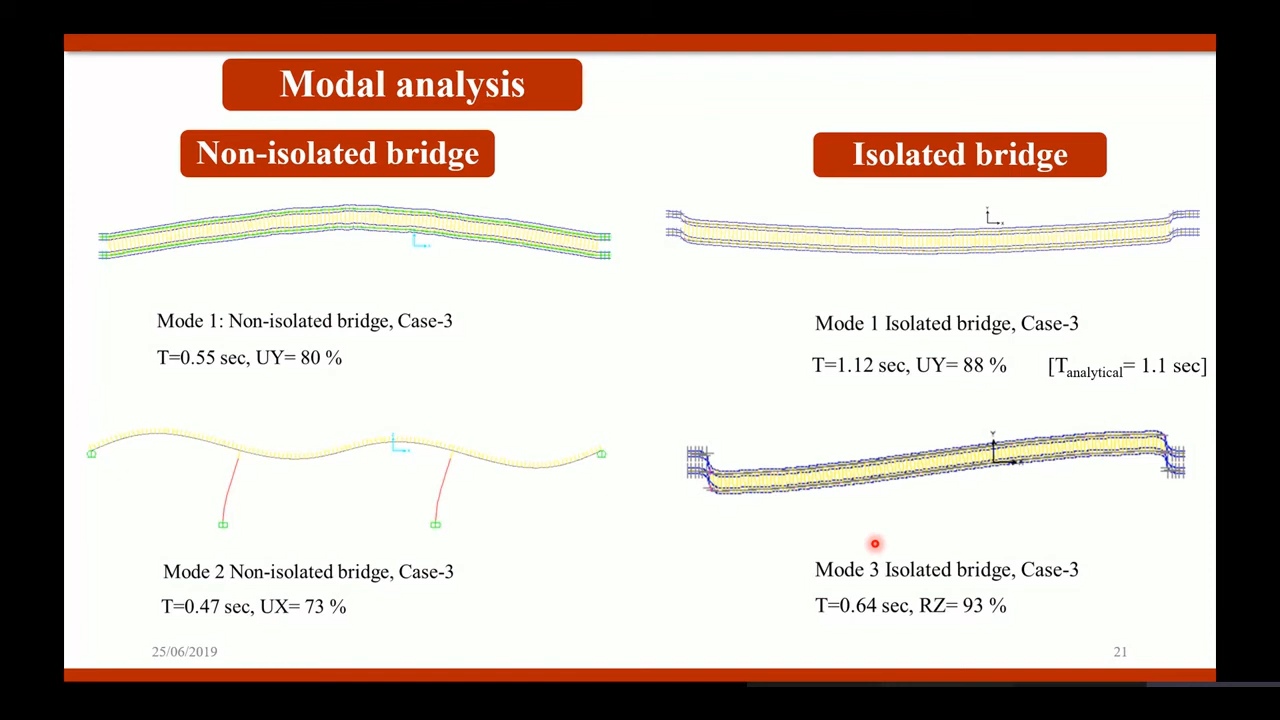 Modal analysis
Non-isolated bridge
Isolated bridge
Mode 1: Non-isolated bridge, Case-3
T=0.55 sec, UY= 80 %
Mode 1 Isolated bridge, Case-3
T=1.12 sec, UY= 88 %
[Tanalytical= 1.1 sec]
Mode 2 Non-isolated bridge, Case-3
T=0.47 sec, UX= 73 %
Mode 3 Isolated bridge, Case-3
T=0.64 sec, RZ= 93 %
25/06/2019
21